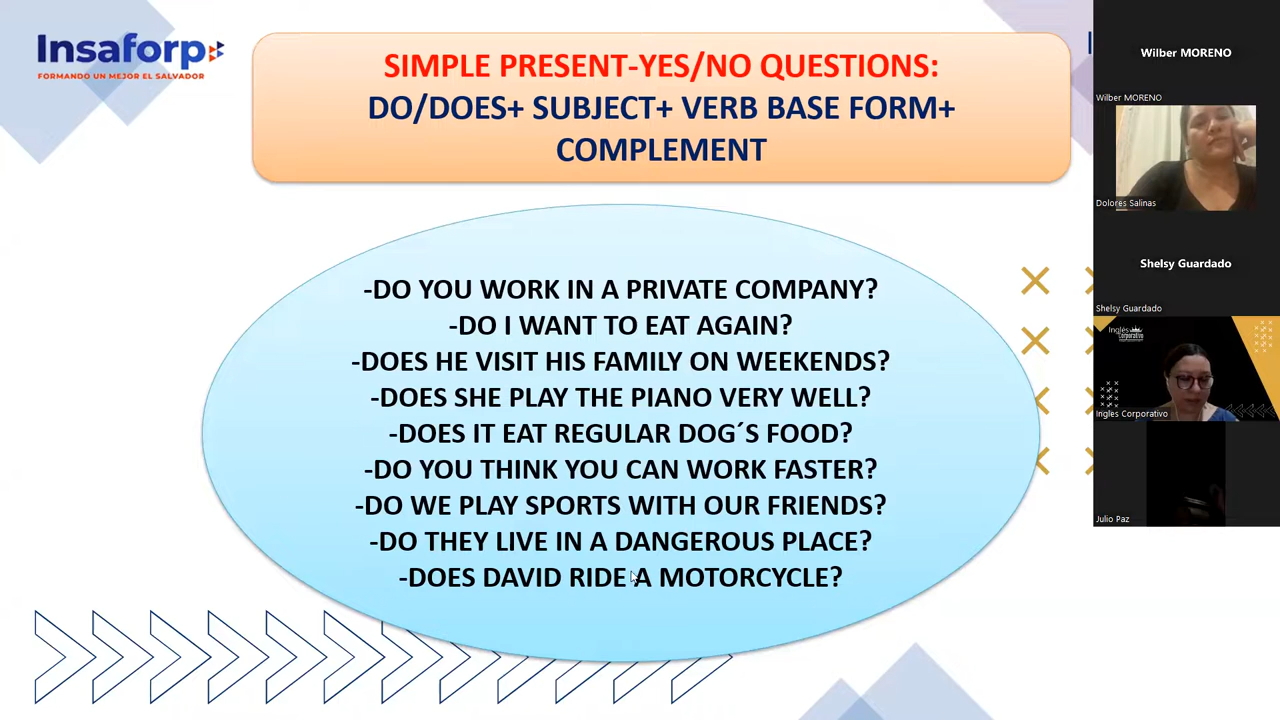 Insaforp
FORMANDO UN MEJOR EL SALVADOR
SIMPLE PRESENT-YES/NO QUESTIONS:
DO/DOES+ SUBJECT+ VERB BASE FORM+
COMPLEMENT
-DO YOU WORK IN A PRIVATE COMPANY?
-DO I WANT TO EAT AGAIN?
-DOES HE VISIT HIS FAMILY ON WEEKENDS?
-DOES SHE PLAY THE PIANO VERY WELL?
-DOES IT EAT REGULAR DOG´S FOOD?
-DO YOU THINK YOU CAN WORK FASTER?
-DO WE PLAY SPORTS WITH OUR FRIENDS?
-DO THEY LIVE IN A DANGEROUS PLACE?
-DOES DAVID RIDE A MOTORCYCLE?
Wilber MORENO
Wilber MORENO
Dolores Salinas
Shelsy Guardado
Shelsy Guardado
Inglés
Corporativo
Ingles Corporativo
Julio Paz